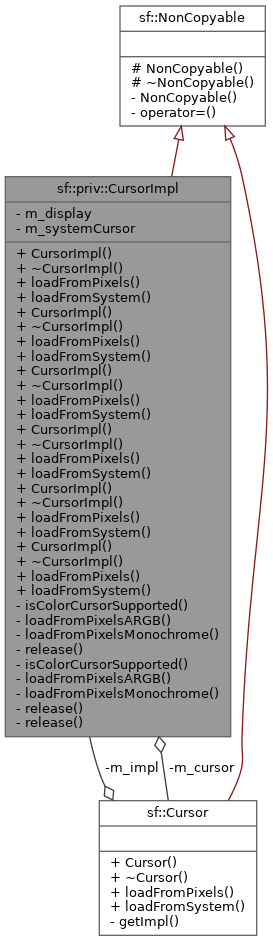 sf::NonCopyable
# NonCopyable()
# ~NonCopyable()
- NonCopyable()
- operator=()
sf::priv::CursorImpl
- m_display
- m_systemCursor
+ CursorImpl()
+ ~CursorImpl()
+ loadFromPixels()
+ loadFromSystem()
+ CursorImpl()
+ ~CursorImpl()
+ loadFromPixels()
+ loadFromSystem()
+ CursorImpl()
+ ~CursorImpl()
+ loadFromPixels()
+ loadFromSystem()
+ CursorImpl()
+ ~CursorImpl()
+ loadFromPixels()
+ loadFromSystem()
+ CursorImpl()
+ ~CursorImpl()
+ loadFromPixels()
+ loadFromSystem()
+ CursorImpl()
+ ~CursorImpl()
+ loadFromPixels()
+ loadFromSystem()
- isColorCursorSupported()
- loadFromPixelsARGB()
- loadFromPixelsMonochrome()
- release()
- isColorCursorSupported()
- loadFromPixelsARGB()
- loadFromPixelsMonochrome()
- release()
- release()
-m_impl
-m_cursor
sf::Cursor
+ Cursor()
+ ~Cursor()
+ loadFromPixels()
+ loadFromSystem()
- getImpl()